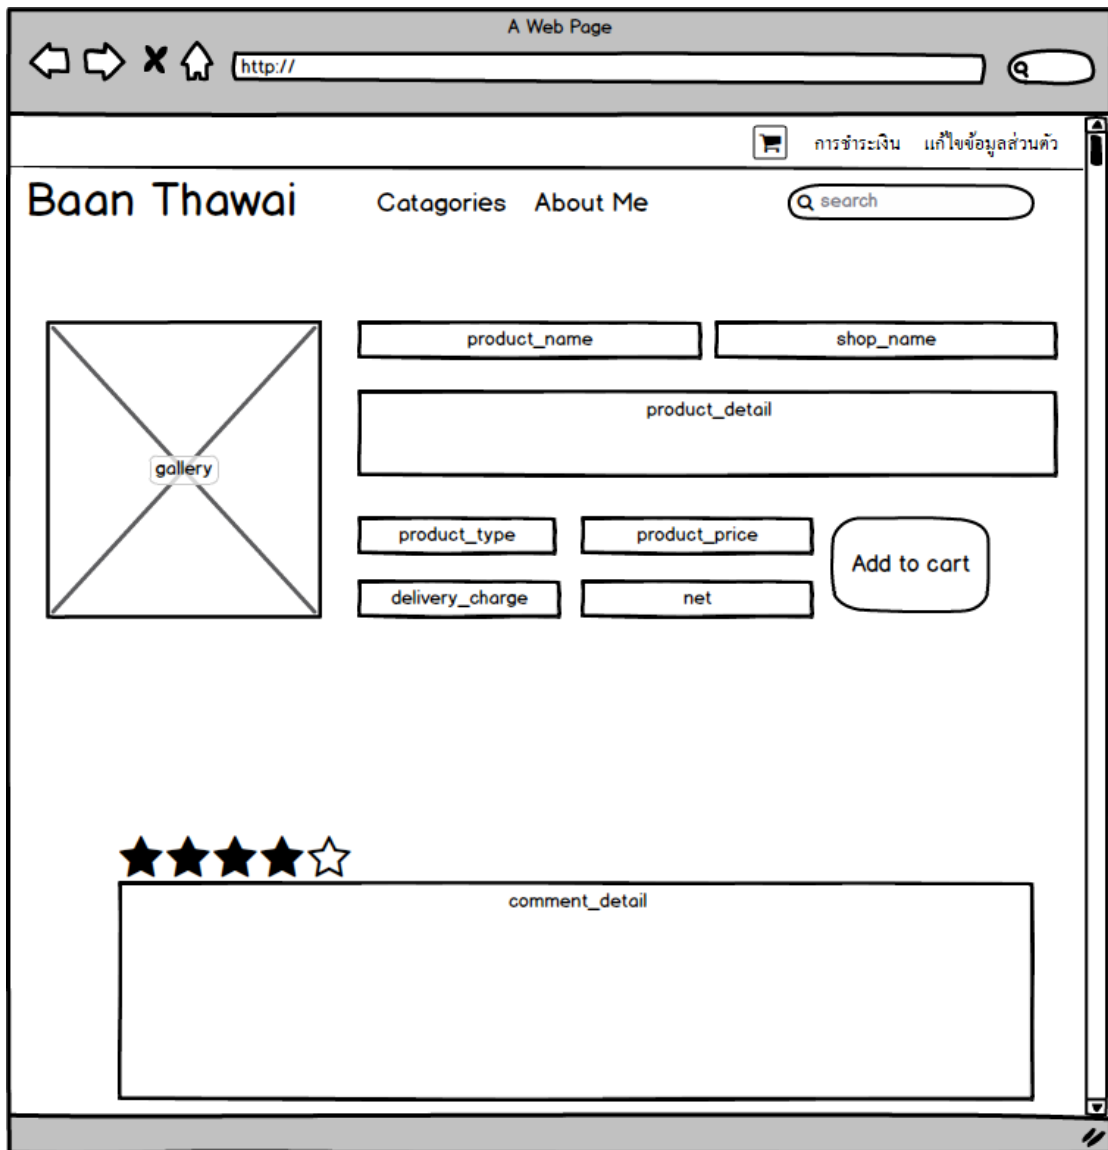 A Web Page
http://
การชำระเงิน แก้ไขข้อมูลส่วนตัว
Baan Thawai Catagories About Me search
product_name shop_name
product_detail
gallery
product_type product_price
Add to cart
delivery_charge net
comment_detail